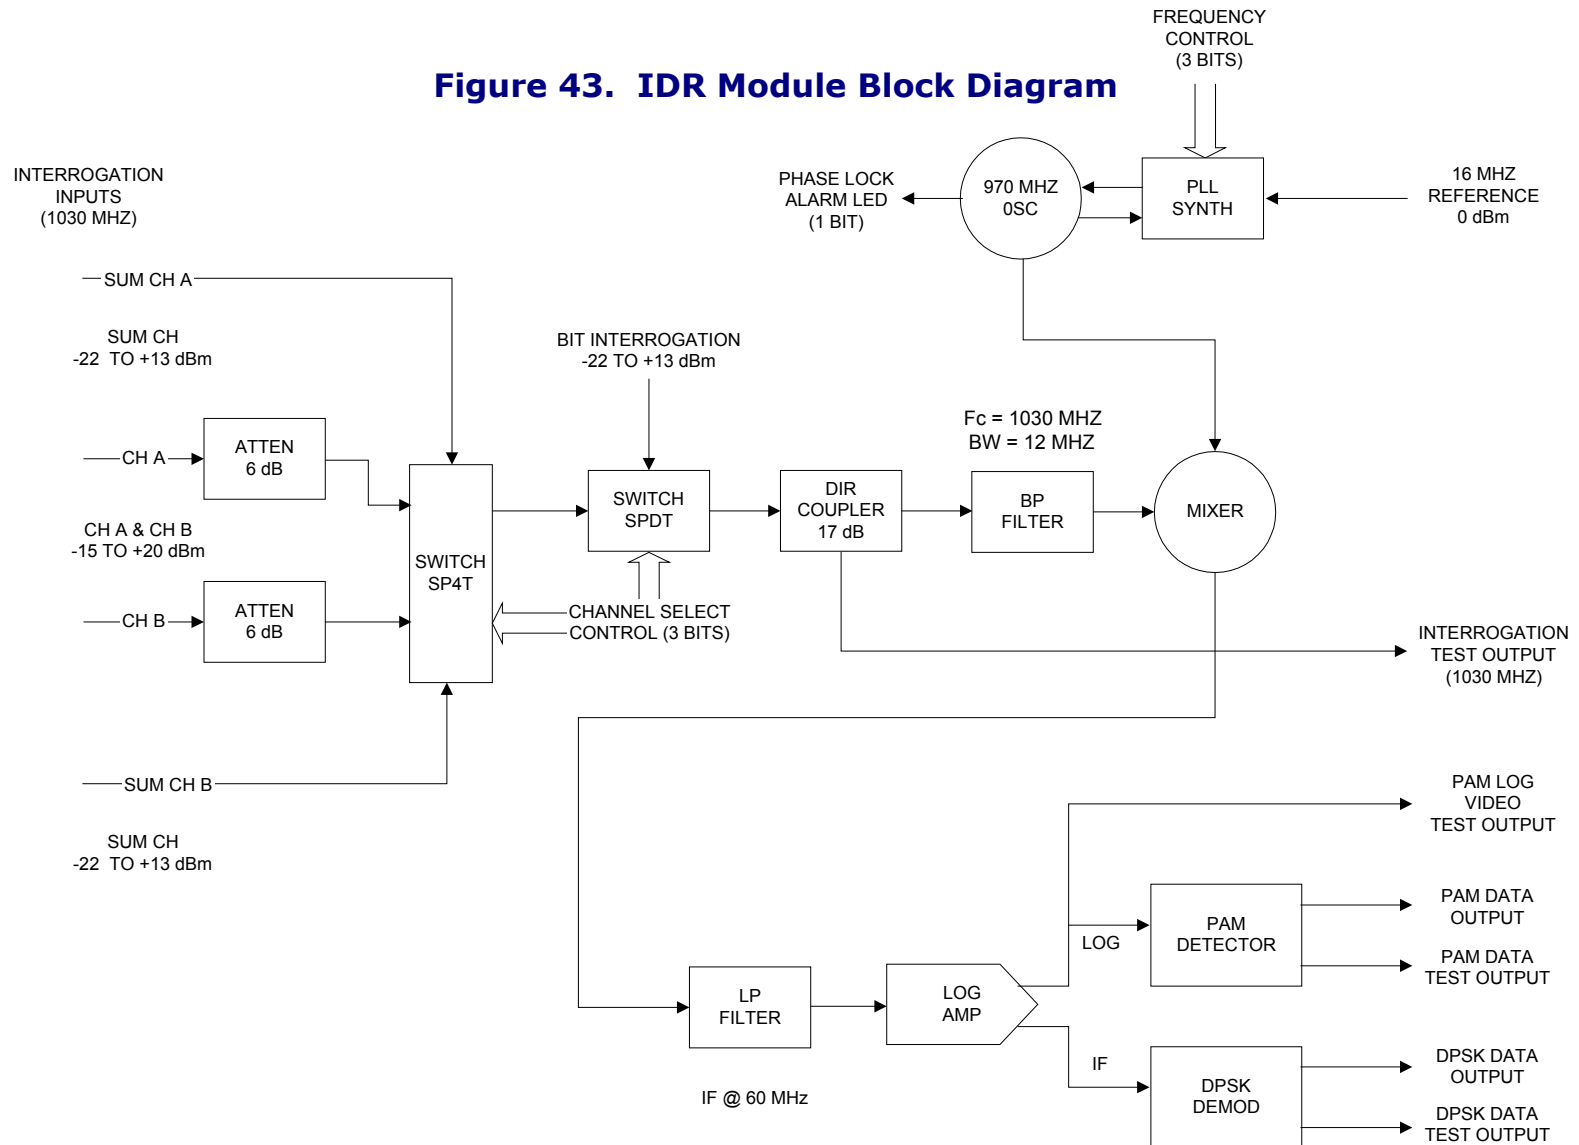 FREQUENCY
CONTROL
(3 BITS)
Figure 43. IDR Module Block Diagram
INTERROGATION
INPUTS
(1030 MHZ)
PHASE LOCK
ALARM LED
(1 BIT)
970 MHZ
0SC
PLL
SYNTH
16 MHZ
REFERENCE
0 dBm
SUM CH A
SUM CH
-22 TO +13 dBm
BIT INTERROGATION
-22 TO +13 dBm
CH A
ATTEN
6 dB
CH A & CH B
-15 TO +20 dBm
CH B
ATTEN
6 dB
SWITCH
SP4T
SWITCH
SPDT
CHANNEL SELECT
CONTROL (3 BITS)
DIR
COUPLER
17 dB
Fc = 1030 MHZ
BW = 12 MHZ
BP
FILTER
MIXER
INTERROGATION
TEST OUTPUT
(1030 MHZ)
SUM CH B
SUM CH
-22 TO +13 dBm
PAM LOG
VIDEO
TEST OUTPUT
LOG
PAM
DETECTOR
PAM DATA
OUTPUT
PAM DATA
TEST OUTPUT
LP
FILTER
LOG
AMP
IF @ 60 MHz
IF
DPSK
DEMOD
DPSK DATA
OUTPUT
DPSK DATA
TEST OUTPUT